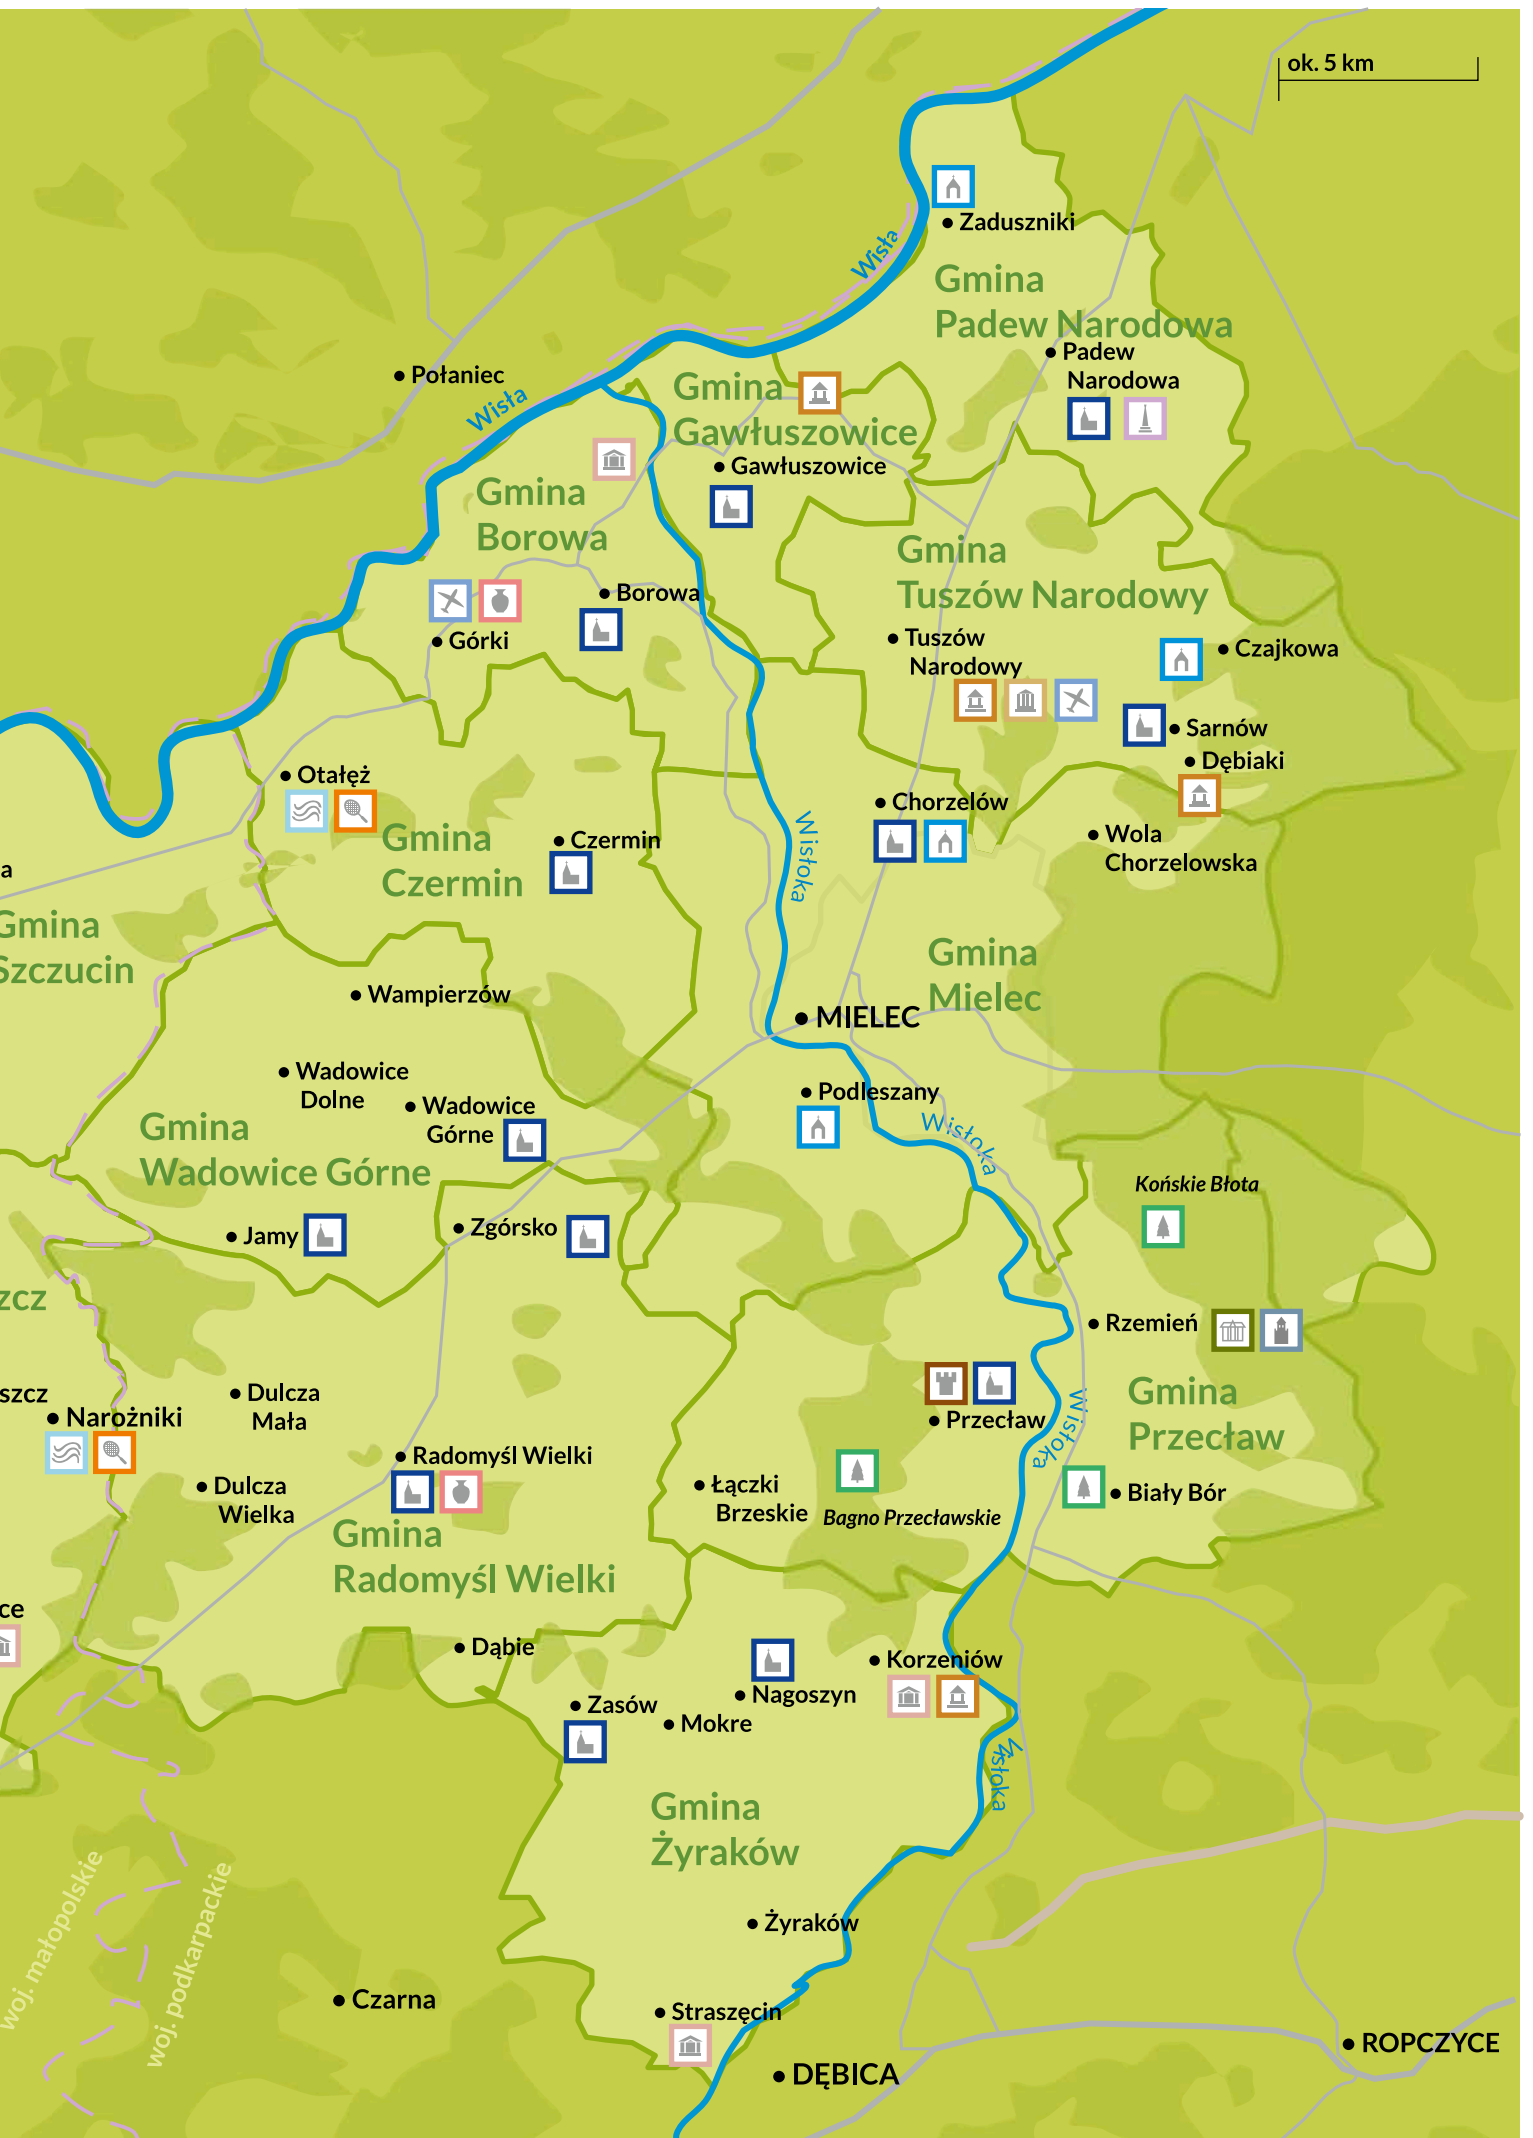 ok. 5 km
Zaduszniki
Wisła
Gmina
Padew Narodowa
Padew
Narodowa
Połaniec
Wisła
Gmina
Gawłuszowice
Gawłuszowice
Gmina
Borowa
Gmina
Tuszów Narodowy
Borowa
Górki
Tuszów
Narodowy
Czajkowa
Sarnów
Dębiaki
Otałęż
Chorzelów
Gmina
Czermin
Czermin
Wola
Chorzelowska
Wisłoka
a
Gmina
Szczucin
Gmina
Mielec
Wampierzów
MIELEC
Wadowice
Dolne
Wadowice
Górne
Podleszany
Gmina
Wadowice Górne
Wisłoka
Końskie Błota
Jamy
Zgórsko
zcz
Rzemień
szcz
Narożniki
Dulcza
Mała
Przecław
Wisłoka
Gmina
Przecław
Radomyśl Wielki
Dulcza
Wielka
Łączki
Brzeskie
Bagno Przecławskie
Biały Bór
Gmina
Radomyśl Wielki
ce
Dąbie
Korzeniów
Nagoszyn
Zasów
Mokre
Wisłoka
Gmina
Żyraków
woj. małopolskie
woj. podkarpackie
Żyraków
Czarna
Straszęcin
DĘBICA
ROPCZYCE